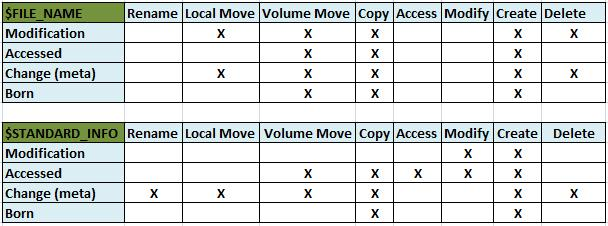 $FILE_NAME Rename Local Move Volume Move Copy Access Modify Create Delete
Modification X X X X X
Accessed X X X
Change (meta) X X X X X
Born X X X
$STANDARD_INFO Rename Local Move Volume Move Copy Access Modify Create Delete
Modification X X
Accessed X X X X X
Change (meta) X X X X X X
Born X X